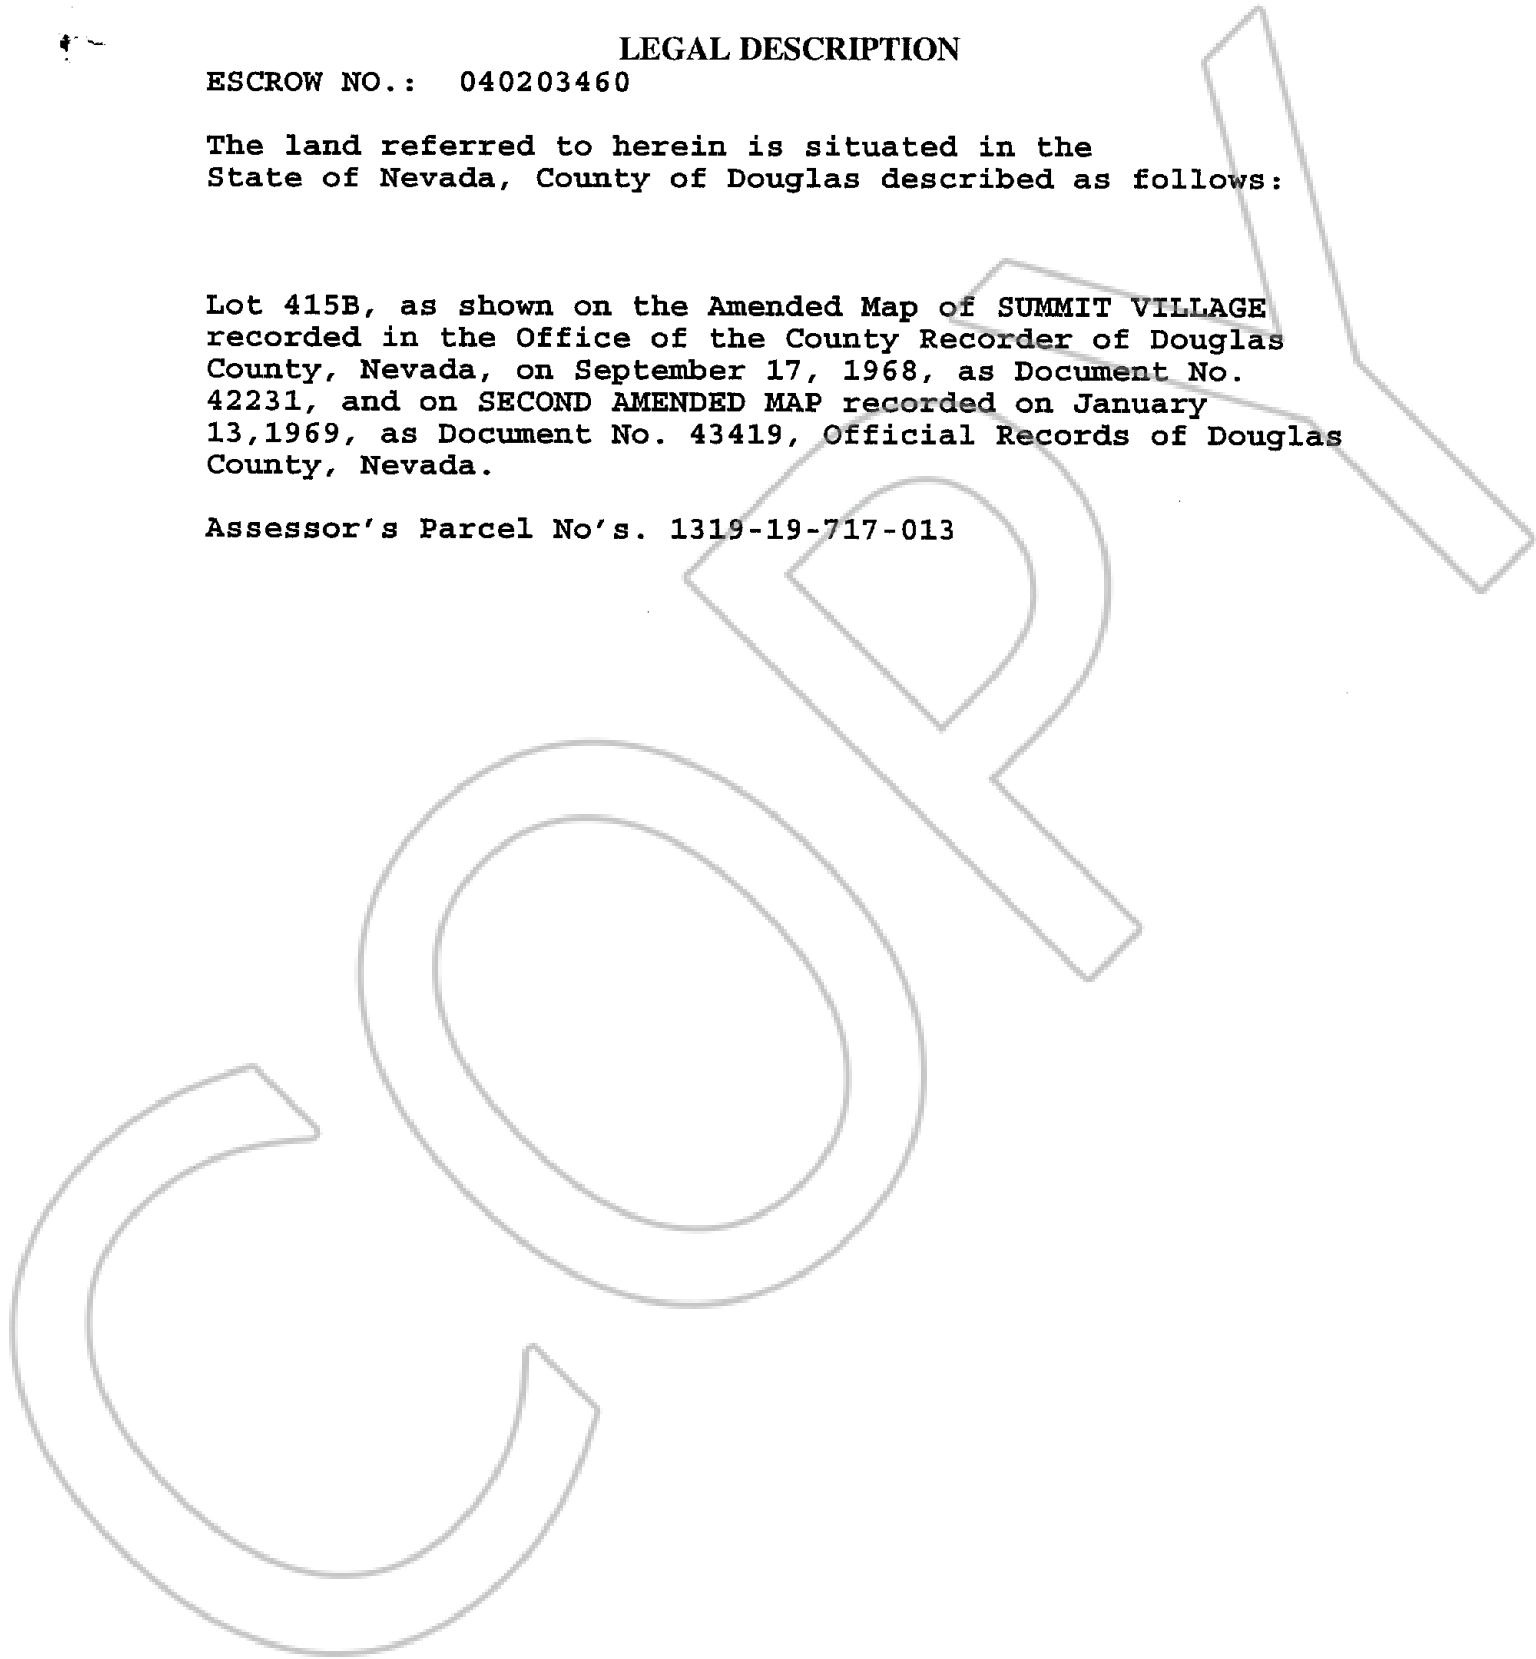 LEGAL DESCRIPTION
ESCROW NO.: 040203460
The land referred to herein is situated in the
State of Nevada, County of Douglas described as follows:
Lot 415B, as shown on the Amended Map of SUMMIT VILLAGE
recorded in the Office of the County Recorder of Douglas
County, Nevada, on September 17, 1968, as Document No.
42231, and on SECOND AMENDED MAP recorded on January
13,1969, as Document No. 43419, Official Records of Douglas
County, Nevada.
Assessor's Parcel No's. 1319-19-717-013
COPY